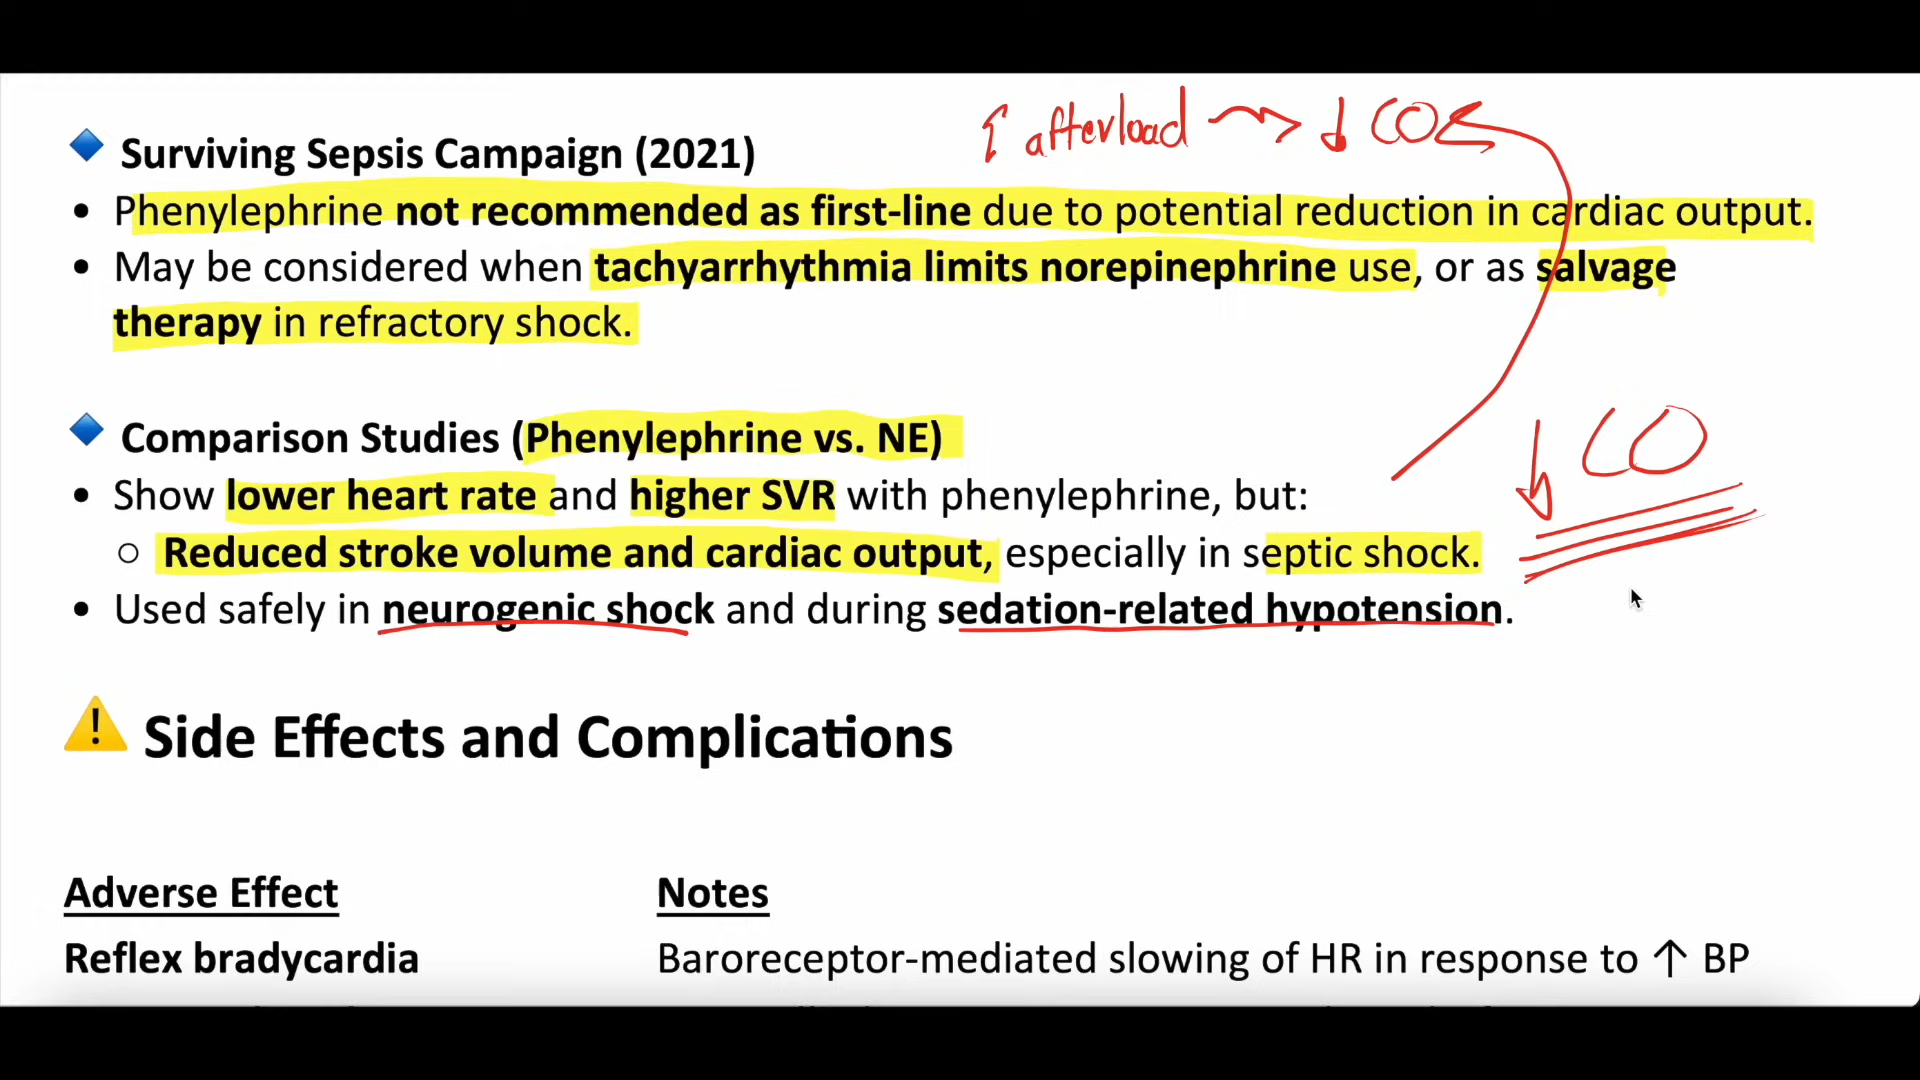 ↑ afterload → ↓ CO
Surviving Sepsis Campaign (2021)
• Phenylephrine not recommended as first-line due to potential reduction in cardiac output.
• May be considered when tachyarrhythmia limits norepinephrine use, or as salvage
therapy in refractory shock.
↓ CO
Comparison Studies (Phenylephrine vs. NE)
• Show lower heart rate and higher SVR with phenylephrine, but:
○ Reduced stroke volume and cardiac output, especially in septic shock.
• Used safely in neurogenic shock and during sedation-related hypotension.
⚠ Side Effects and Complications
Adverse Effect Notes
Reflex bradycardia Baroreceptor-mediated slowing of HR in response to ↑ BP